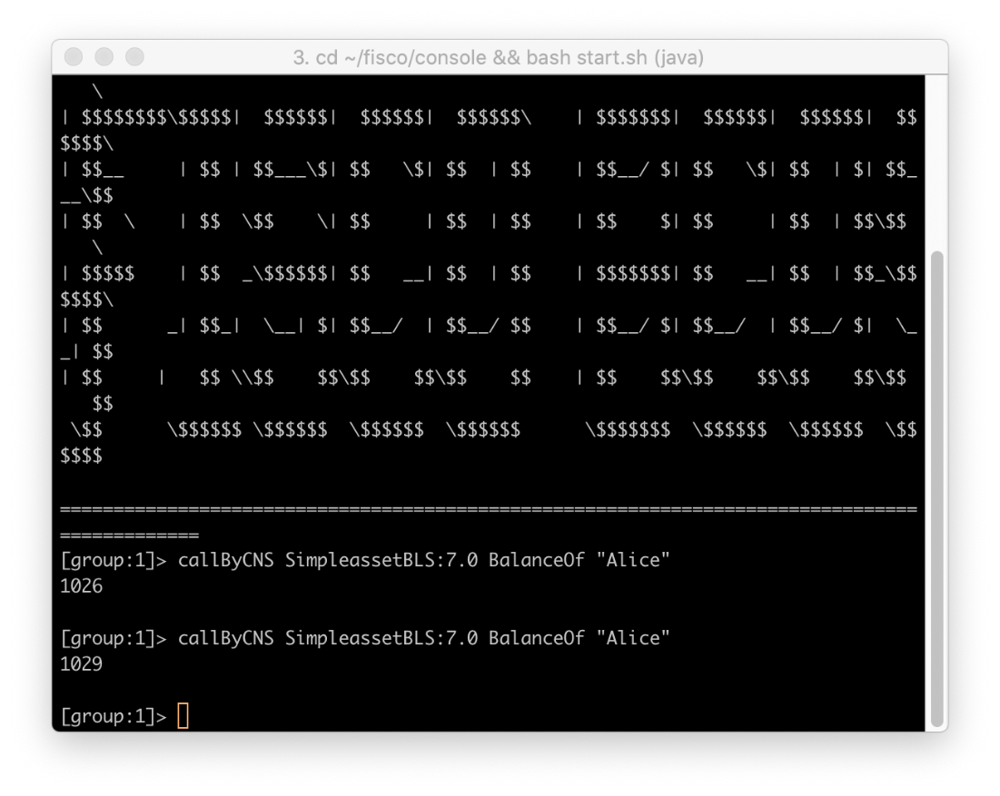 3. cd ~/fisco/console && bash start.sh (java)
   \
| $$$$$$$$\$$$$$|  $$$$$$|  $$$$$$|  $$$$$$\    | $$$$$$$|  $$$$$$|  $$$$$$|  $$
$$$$\
| $$__     | $$ | $$___\$| $$   \$| $$  | $$    | $$__/ $| $$   \$| $$  | $| $$_
__\$$
| $$  \    | $$  \$$    \| $$     | $$  | $$    | $$    $| $$     | $$  | $$\$$
   \
| $$$$$    | $$  _\$$$$$$| $$   __| $$  | $$    | $$$$$$$| $$   __| $$  | $$_\$$
$$$$\
| $$      _| $$_|  \__| $| $$__/  | $$__/ $$    | $$__/ $| $$__/  | $$__/ $|  \_
_| $$
| $$     |   $$ \\$$    $$\$$    $$\$$    $$    | $$    $$\$$    $$\$$    $$\$$
   $$
 \$$      \$$$$$$ \$$$$$$  \$$$$$$  \$$$$$$      \$$$$$$$  \$$$$$$  \$$$$$$  \$$
$$$$
================================================================================
=============
[group:1]> callByCNS SimpleassetBLS:7.0 BalanceOf "Alice"
1026
[group:1]> callByCNS SimpleassetBLS:7.0 BalanceOf "Alice"
1029
[group:1]>